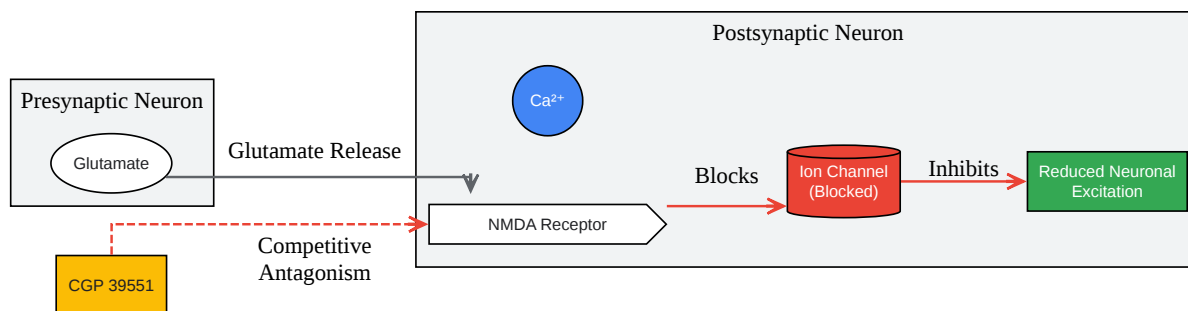 Postsynaptic Neuron
Presynaptic Neuron
Ca²⁺
Glutamate
Glutamate Release
Blocks
Ion Channel
(Blocked)
Inhibits
Reduced Neuronal
Excitation
NMDA Receptor
Competitive
Antagonism
CGP 39551